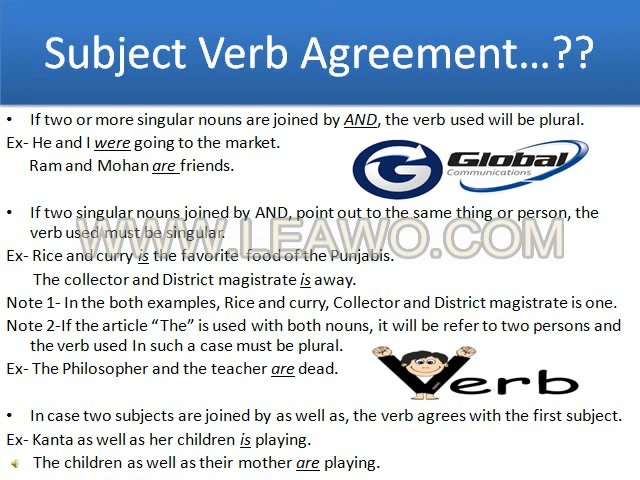 Subject Verb Agreement...??
• If two or more singular nouns are joined by AND, the verb used will be plural.
Ex- He and I were going to the market.
Ram and Mohan are friends.
Global
Communications
• If two singular nouns joined by AND, point out to the same thing or person, the
verb used must be singular.
WWW.LEAWO.COM
Ex- Rice and curry is the favorite food of the Punjabis.
The collector and District magistrate is away.
Note 1- In the both examples, Rice and curry, Collector and District magistrate is one.
Note 2-If the article “The” is used with both nouns, it will be refer to two persons and
the verb used In such a case must be plural.
Ex- The Philosopher and the teacher are dead.
Verb
• In case two subjects are joined by as well as, the verb agrees with the first subject.
Ex- Kanta as well as her children is playing.
The children as well as their mother are playing.